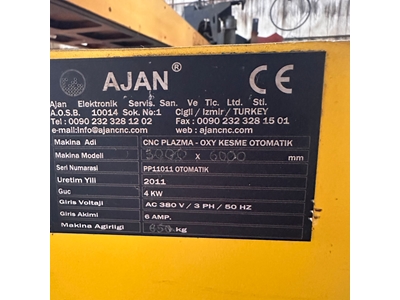 AJAN ®
CE
Ajan Elektronik Servis. San. Ve Tic. Ltd. Sti.
A.O.S.B. 10014 Sok. No:1 Cigli / Izmir / TURKEY
Tel : 0090 232 328 12 02 Fax : 0090 232 328 15 01
e-mail:info@ajancnc.com web : ajancnc.com
Makina Adi CNC PLAZMA - OXY KESME OTOMATIK
Makina Modeli x 6000 mm
Seri Numarasi PP11011 OTOMATIK
Uretim Yili 2011
Guc 4 KW
Giris Voltaji AC 380 V / 3 PH / 50 HZ
Giris Akimi 6 AMP.
Makina Agirligi kg